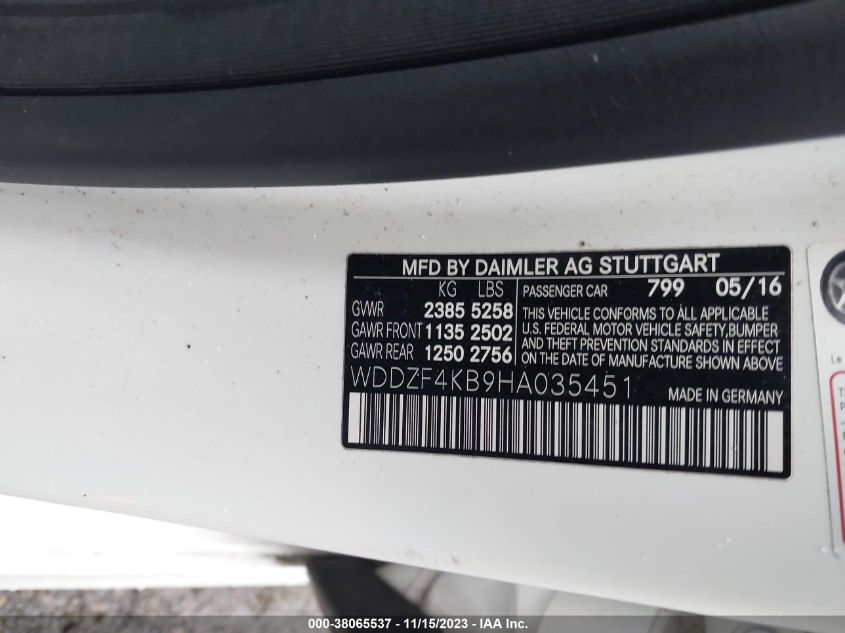 MFD BY DAIMLER AG STUTTGART
KG LBS
GVWR 2385 5258
GAWR FRONT 1135 2502
GAWR REAR 1250 2756
PASSENGER CAR 799 05/16
THIS VEHICLE CONFORMS TO ALL APPLICABLE
U.S. FEDERAL MOTOR VEHICLE SAFETY,BUMPER
AND THEFT PREVENTION STANDARDS IN EFFECT
ON THE DATE OF MANUFACTURE SHOWN ABOVE
WDDZF4KB9HA035451 MADE IN GERMANY
Le
000-38065537 - 11/15/2023 - IAA Inc.